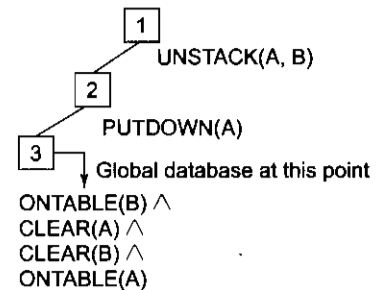 1
UNSTACK(A, B)
2
PUTDOWN(A)
3
Global database at this point
ONTABLE(B) ∧
CLEAR(A) ∧
CLEAR(B) ∧
ONTABLE(A)